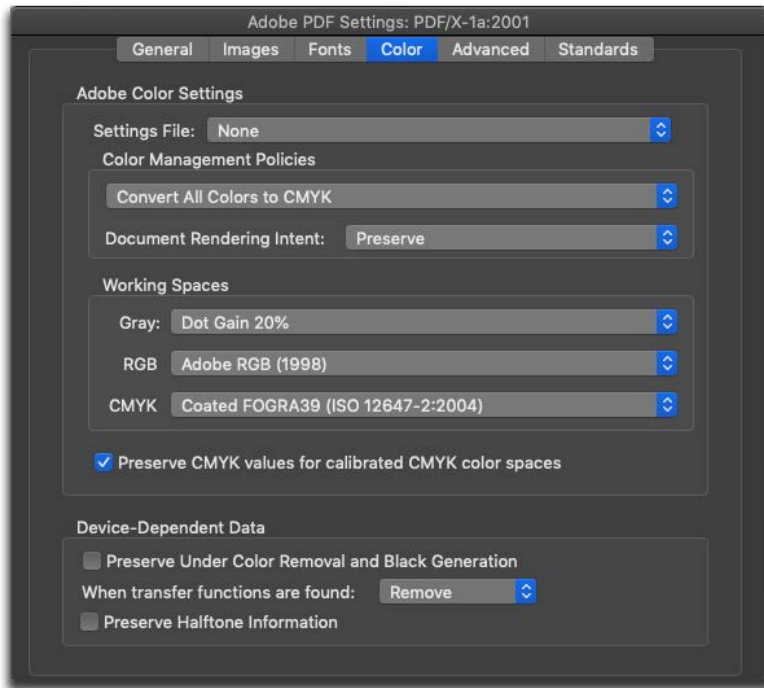 Adobe PDF Settings: PDF/X-1a:2001
General Images Fonts Color Advanced Standards
Adobe Color Settings
Settings File: None
Color Management Policies
Convert All Colors to CMYK
Document Rendering Intent: Preserve
Working Spaces
Gray: Dot Gain 20%
RGB Adobe RGB (1998)
CMYK Coated FOGRA39 (ISO 12647-2:2004)
Preserve CMYK values for calibrated CMYK color spaces
Device-Dependent Data
Preserve Under Color Removal and Black Generation
When transfer functions are found: Remove
Preserve Halftone Information